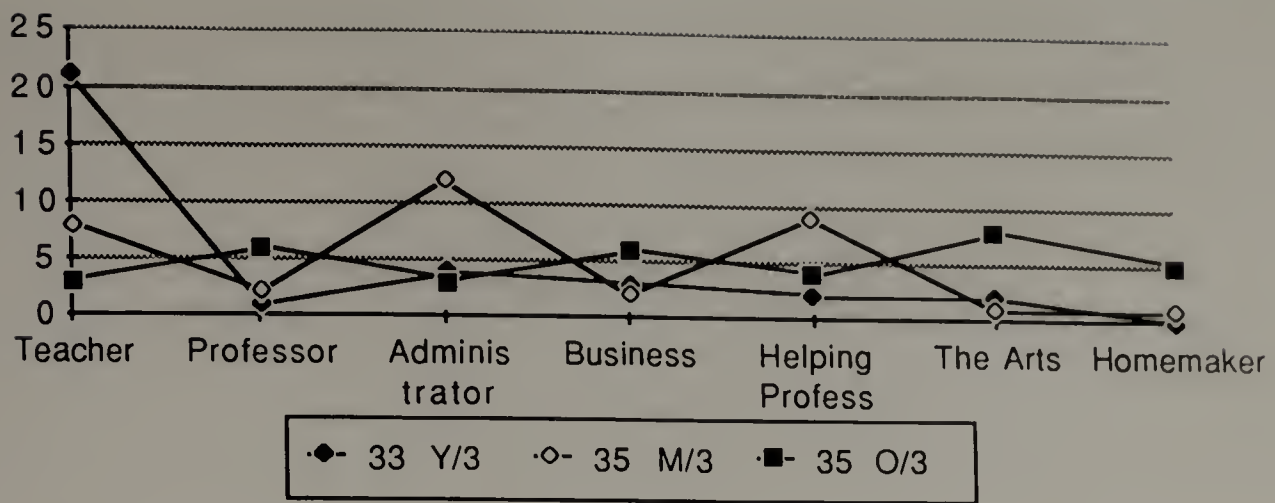 25
20
15
10
5
0
Teacher Professor Adminis Business Helping The Arts Homemaker
trator Profess
33 Y/3 35 M/3 35 O/3